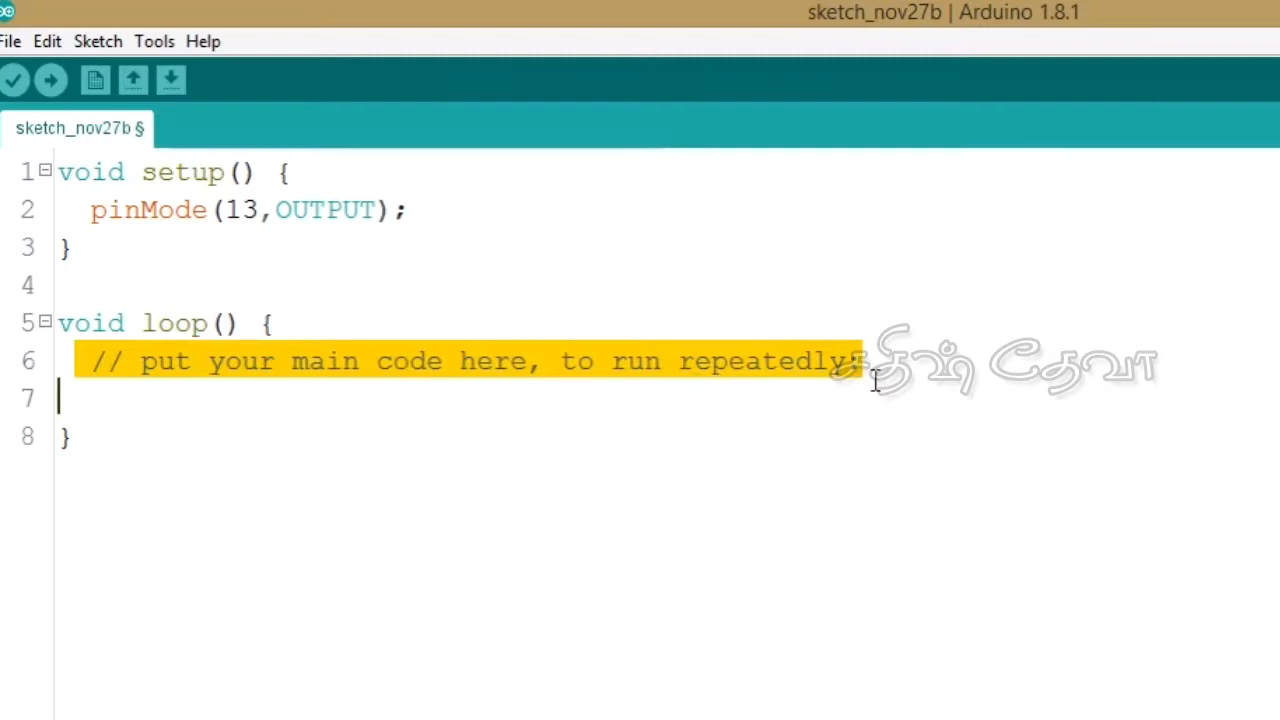 sketch_nov27b | Arduino 1.8.1
File Edit Sketch Tools Help
sketch_nov27b §
1 void setup() {
2 pinMode(13,OUTPUT);
3 }
4
5 void loop() {
6 // put your main code here, to run repeatedly:
சதிஷ் தேவா
7
8 }